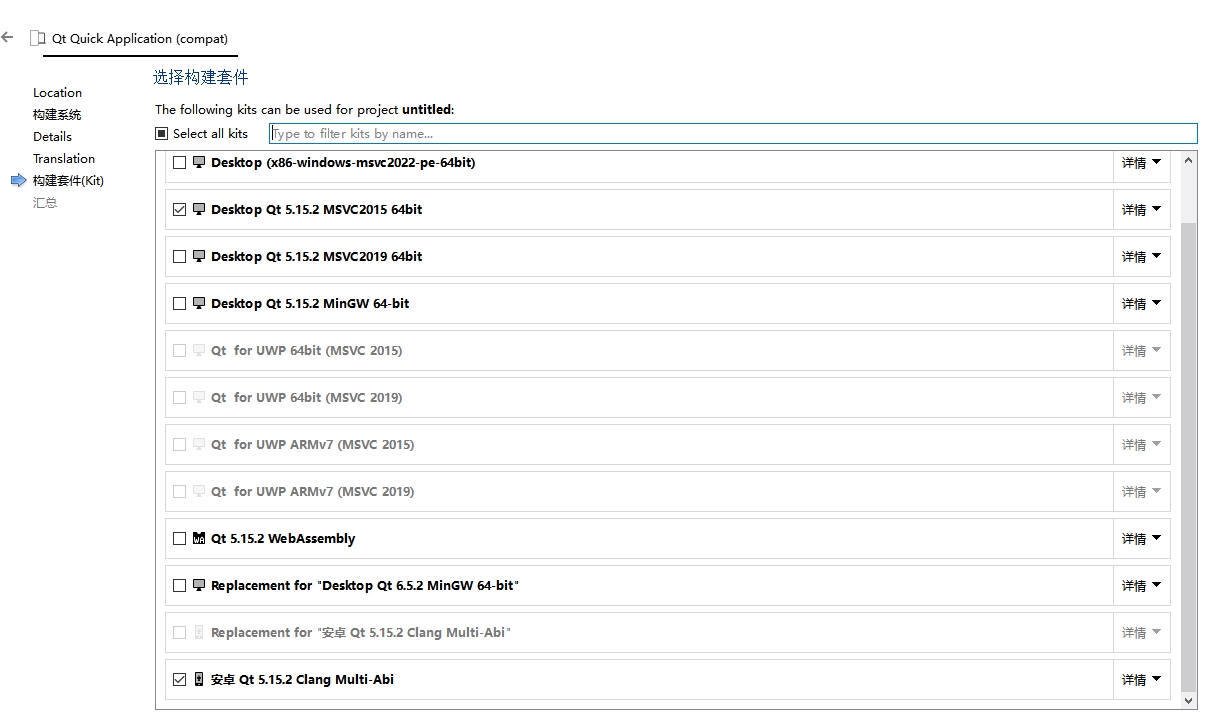 Qt Quick Application (compat)
选择构建套件
Location
构建系统
Details
Translation
构建套件(Kit)
汇总
The following kits can be used for project untitled:
Select all kits
Type to filter kits by name...
Desktop (x86-windows-msvc2022-pe-64bit) 详情
Desktop Qt 5.15.2 MSVC2015 64bit 详情
Desktop Qt 5.15.2 MSVC2019 64bit 详情
Desktop Qt 5.15.2 MinGW 64-bit 详情
Qt  for UWP 64bit (MSVC 2015) 详情
Qt  for UWP 64bit (MSVC 2019) 详情
Qt  for UWP ARMv7 (MSVC 2015) 详情
Qt  for UWP ARMv7 (MSVC 2019) 详情
Qt 5.15.2 WebAssembly 详情
Replacement for "Desktop Qt 6.5.2 MinGW 64-bit" 详情
Replacement for "安卓 Qt 5.15.2 Clang Multi-Abi" 详情
安卓 Qt 5.15.2 Clang Multi-Abi 详情